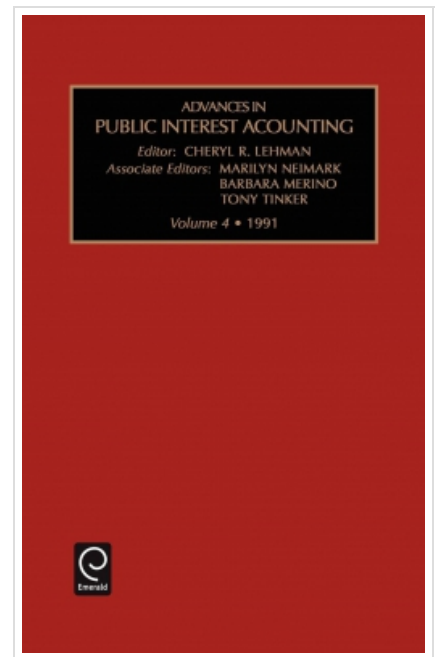 ADVANCES IN
PUBLIC INTEREST ACOUNTING
Editor: CHERYL R. LEHMAN
Associate Editors: MARILYN NEIMARK
BARBARA MERINO
TONY TINKER
Volume 4 • 1991
Emerald